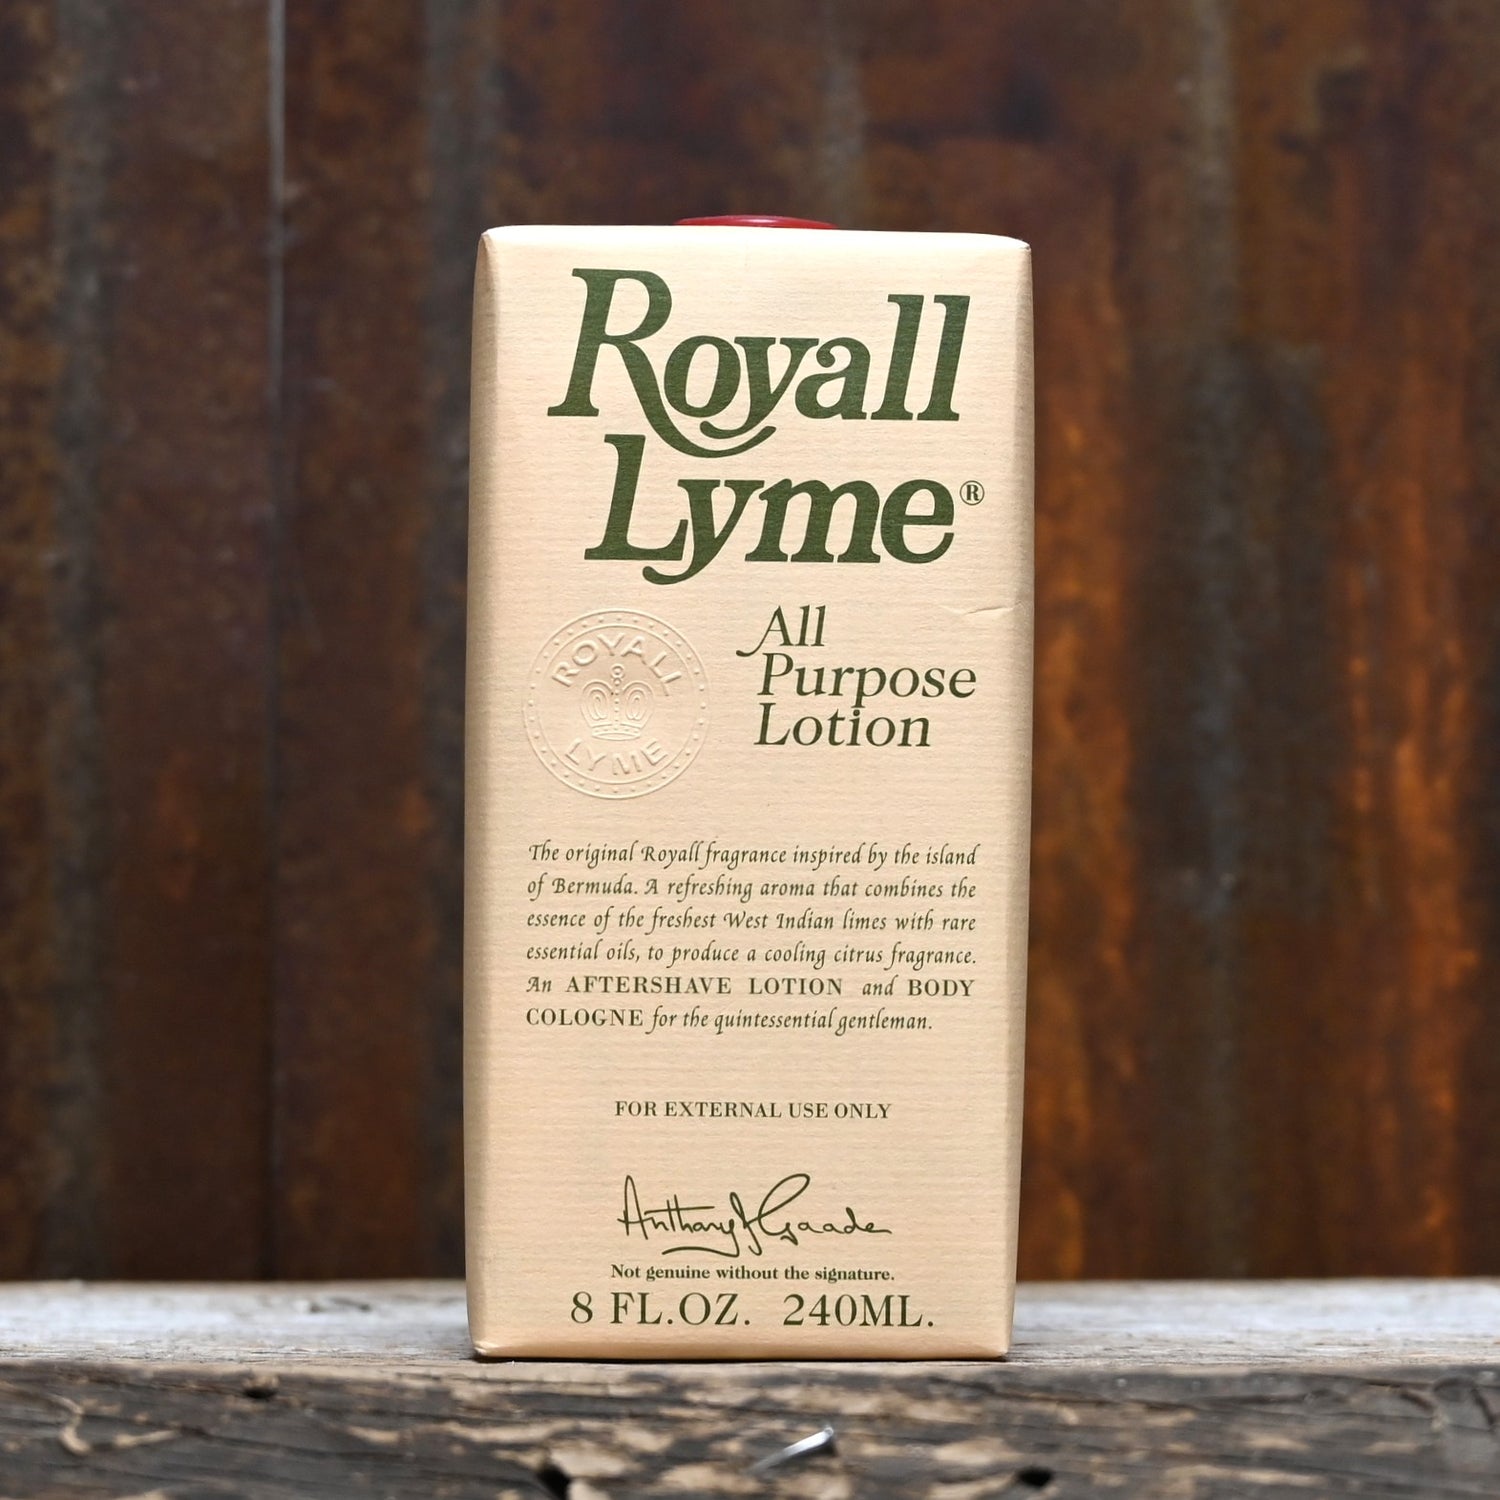 Royall
Lyme®
ROYALL
LYME
All
Purpose
Lotion
The original Royall fragrance inspired by the island
of Bermuda. A refreshing aroma that combines the
essence of the freshest West Indian limes with rare
essential oils, to produce a cooling citrus fragrance.
An AFTERSHAVE LOTION and BODY
COLOGNE for the quintessential gentleman.
FOR EXTERNAL USE ONLY
Anthony J Gaade
Not genuine without the signature.
8 FL.OZ. 240ML.